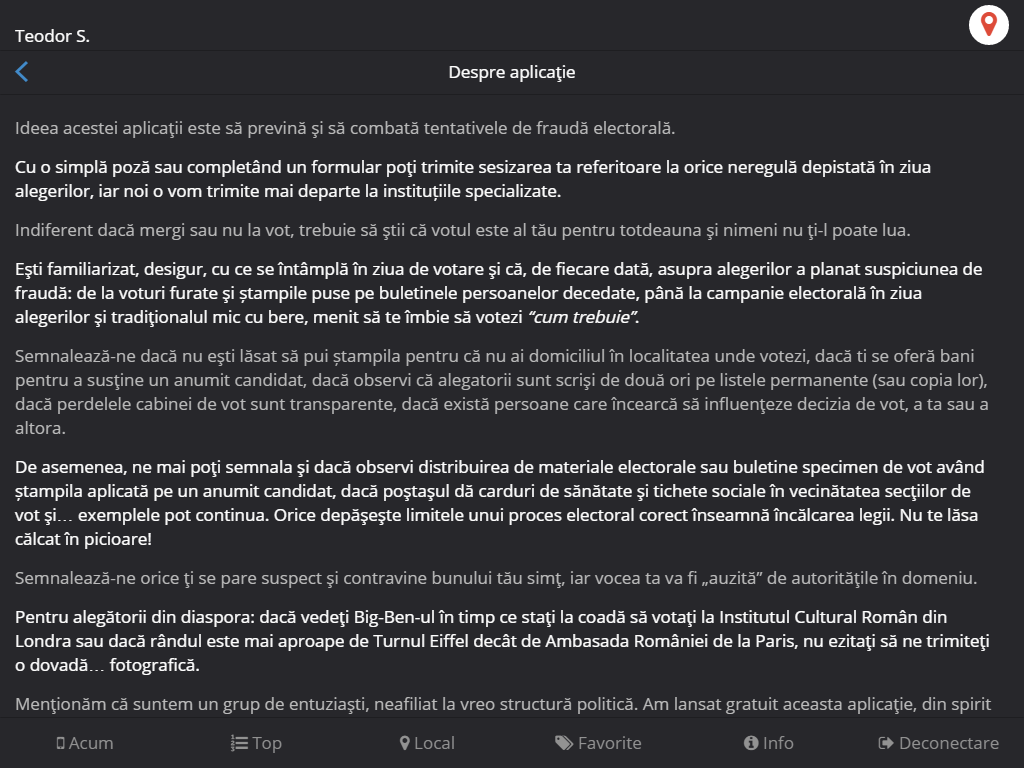 Teodor S.
Despre aplicaţie
Ideea acestei aplicaţii este să prevină şi să combată tentativele de fraudă electorală.
Cu o simplă poză sau completând un formular poţi trimite sesizarea ta referitoare la orice neregulă depistată în ziua
alegerilor, iar noi o vom trimite mai departe la instituțiile specializate.
Indiferent dacă mergi sau nu la vot, trebuie să ştii că votul este al tău pentru totdeauna şi nimeni nu ţi-l poate lua.
Eşti familiarizat, desigur, cu ce se întâmplă în ziua de votare şi că, de fiecare dată, asupra alegerilor a planat suspiciunea de
fraudă: de la voturi furate şi ștampile puse pe buletinele persoanelor decedate, până la campanie electorală în ziua
alegerilor şi tradiţionalul mic cu bere, menit să te îmbie să votezi “cum trebuie”.
Semnalează-ne dacă nu eşti lăsat să pui ștampila pentru că nu ai domiciliul în localitatea unde votezi, dacă ti se oferă bani
pentru a susţine un anumit candidat, dacă observi că alegatorii sunt scrişi de două ori pe listele permanente (sau copia lor),
dacă perdelele cabinei de vot sunt transparente, dacă există persoane care încearcă să influenţeze decizia de vot, a ta sau a
altora.
De asemenea, ne mai poţi semnala şi dacă observi distribuirea de materiale electorale sau buletine specimen de vot având
ștampila aplicată pe un anumit candidat, dacă poştaşul dă carduri de sănătate şi tichete sociale în vecinătatea secţiilor de
vot şi… exemplele pot continua. Orice depăşeşte limitele unui proces electoral corect înseamnă încălcarea legii. Nu te lăsa
călcat în picioare!
Semnalează-ne orice ţi se pare suspect şi contravine bunului tău simţ, iar vocea ta va fi „auzită” de autorităţile în domeniu.
Pentru alegătorii din diaspora: dacă vedeţi Big-Ben-ul în timp ce staţi la coadă să votaţi la Institutul Cultural Român din
Londra sau dacă rândul este mai aproape de Turnul Eiffel decât de Ambasada României de la Paris, nu ezitaţi să ne trimiteţi
o dovadă… fotografică.
Menţionăm că suntem un grup de entuziaşti, neafiliat la vreo structură politică. Am lansat gratuit aceasta aplicaţie, din spirit
Acum Top Local Favorite Info Deconectare